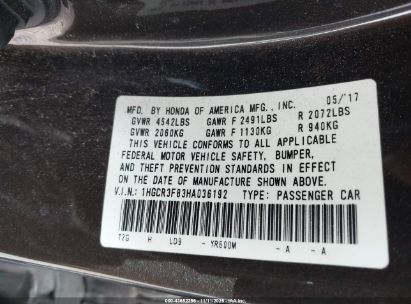 MFD. BY HONDA OF AMERICA MFG., INC. 05/'17
GVWR 4542LBS GAWR F 2491LBS R 2072LBS
GVWR 2060KG GAWR F 1130KG R 940KG
THIS VEHICLE CONFORMS TO ALL APPLICABLE
FEDERAL MOTOR VEHICLE SAFETY, BUMPER,
AND THEFT PREVENTION STANDARDS IN EFFECT
ON THE DATE OF MANUFACTURE SHOWN ABOVE.
V.I.N.: 1HGCR3F83HA036192 TYPE: PASSENGER CAR
T2G H L09 - YR600M - A - A